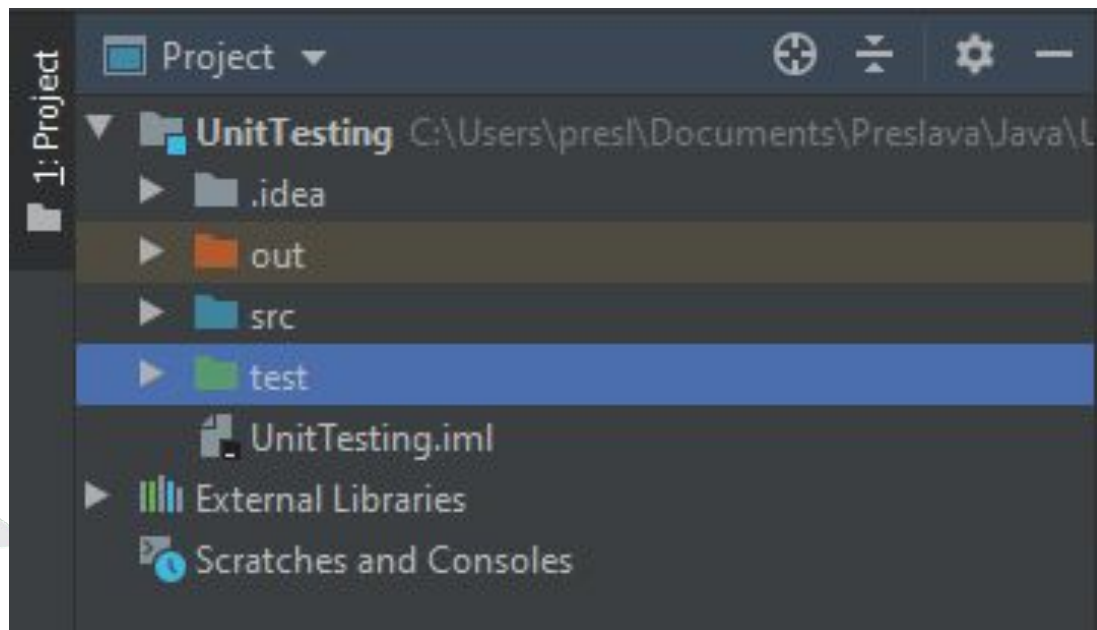 1: Project
Project
UnitTesting C:\Users\presl\Documents\Preslava\Java\
.idea
out
src
test
UnitTesting.iml
External Libraries
Scratches and Consoles